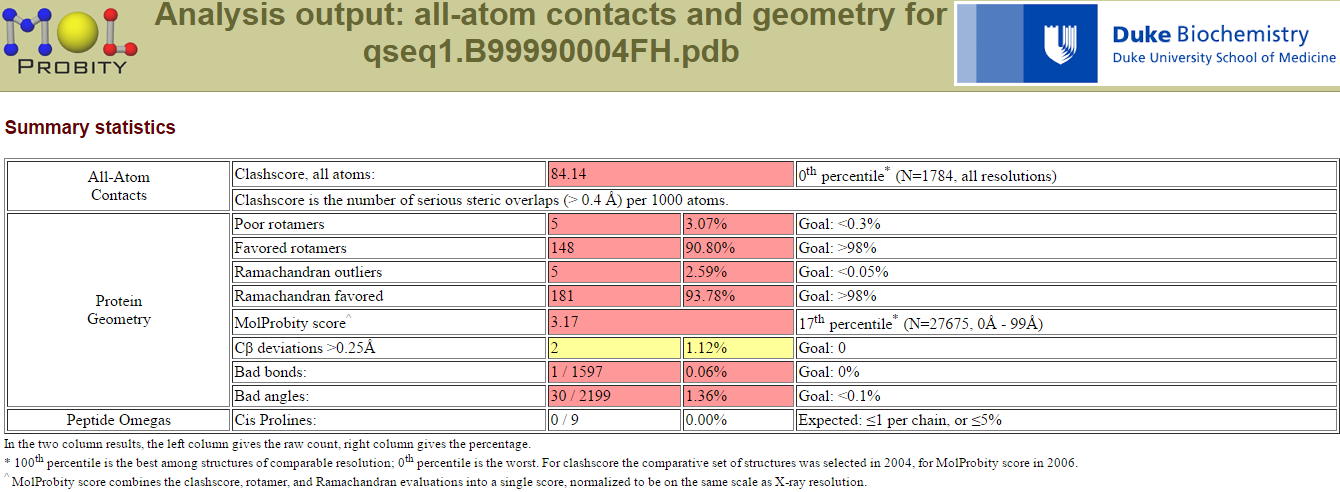 MOL
PROBITY
Analysis output: all-atom contacts and geometry for
qseq1.B99990004FH.pdb
Duke Biochemistry
Duke University School of Medicine
Summary statistics
All-Atom
Contacts
Clashscore, all atoms: 84.14 0th percentile* (N=1784, all resolutions)
Clashscore is the number of serious steric overlaps (> 0.4 Å) per 1000 atoms.
Protein
Geometry
Poor rotamers 5 3.07% Goal: <0.3%
Favored rotamers 148 90.80% Goal: >98%
Ramachandran outliers 5 2.59% Goal: <0.05%
Ramachandran favored 181 93.78% Goal: >98%
MolProbity score^ 3.17 17th percentile* (N=27675, 0Å - 99Å)
Cβ deviations >0.25Å 2 1.12% Goal: 0
Bad bonds: 1 / 1597 0.06% Goal: 0%
Bad angles: 30 / 2199 1.36% Goal: <0.1%
Peptide Omegas Cis Prolines: 0 / 9 0.00% Expected: ≤1 per chain, or ≤5%
In the two column results, the left column gives the raw count, right column gives the percentage.
* 100th percentile is the best among structures of comparable resolution; 0th percentile is the worst. For clashscore the comparative set of structures was selected in 2004, for MolProbity score in 2006.
^ MolProbity score combines the clashscore, rotamer, and Ramachandran evaluations into a single score, normalized to be on the same scale as X-ray resolution.